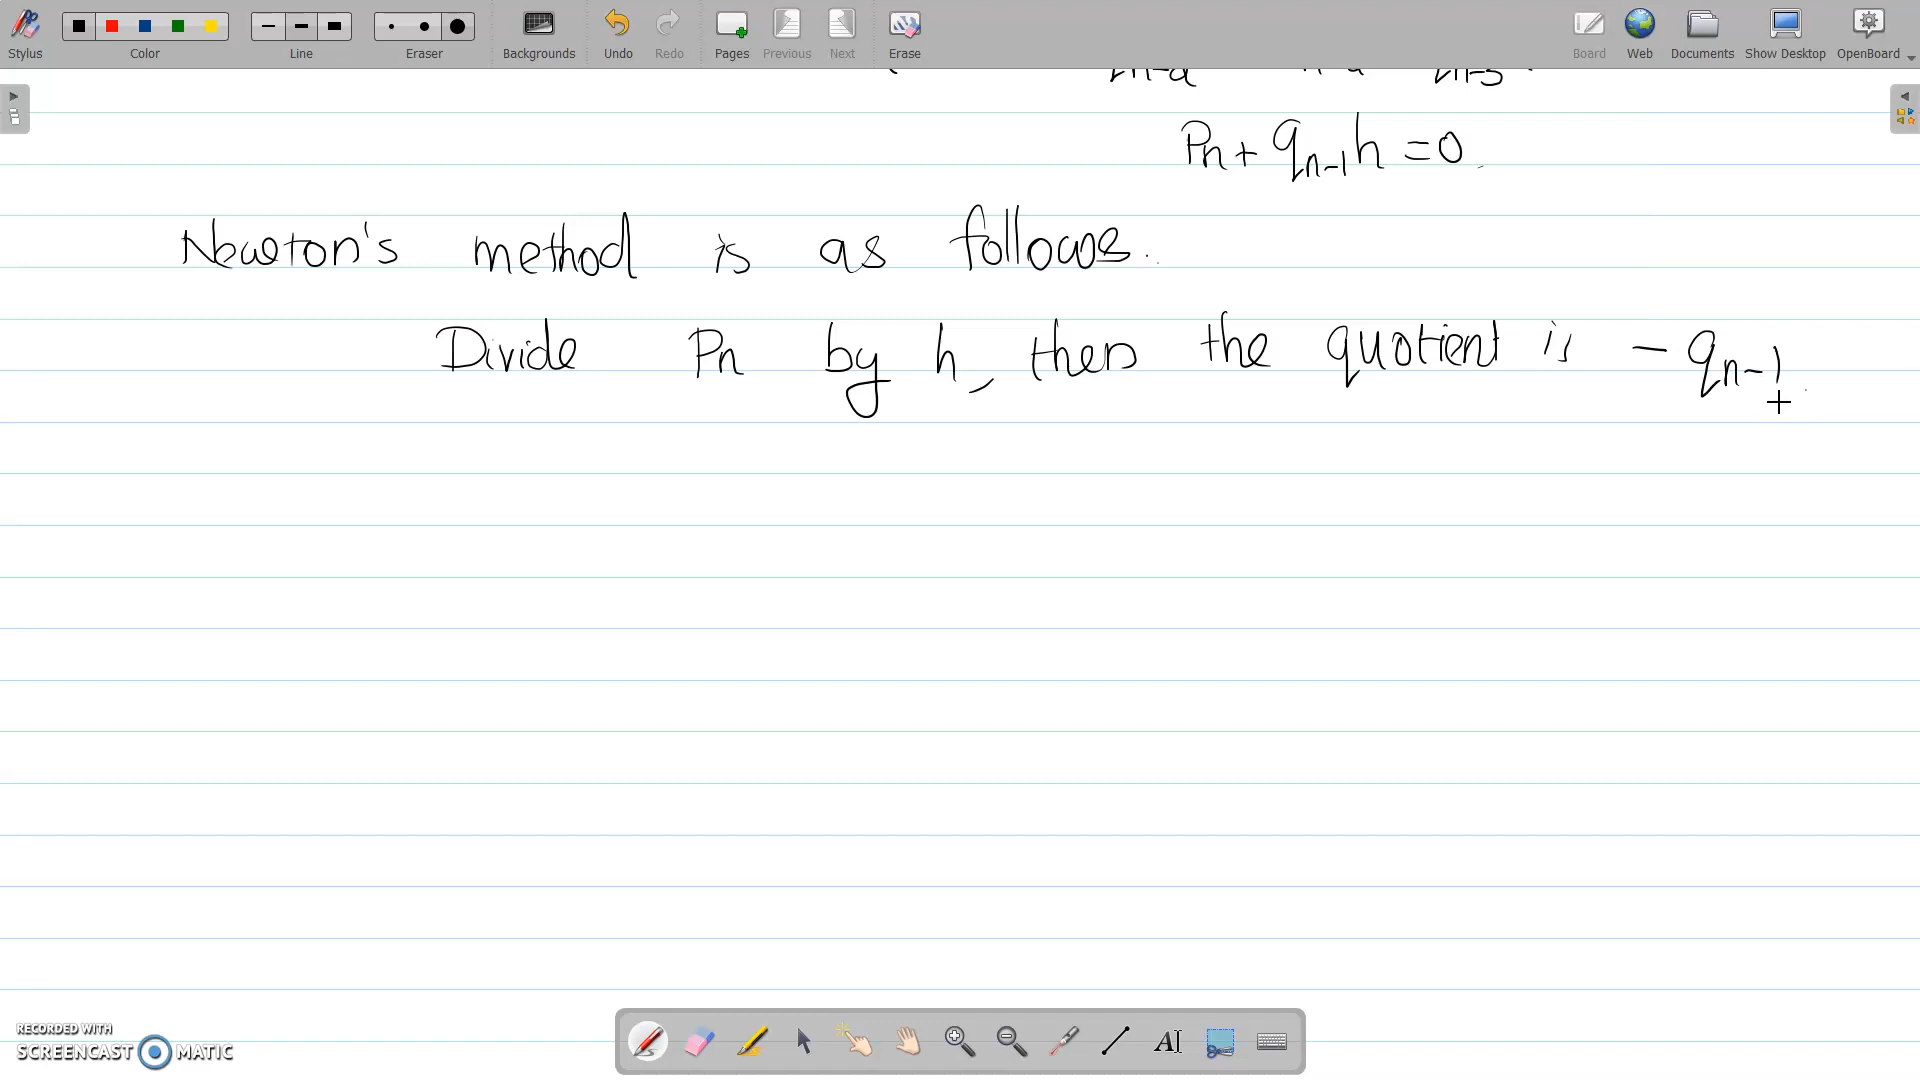 Stylus Color Line Eraser Backgrounds Undo Redo Pages Previous Next Erase Board Web Documents Show Desktop OpenBoard
Pn + qn-1h = 0.
Newton's method is as follows.
Divide Pn by h, then the quotient is - qn-1.
RECORDED WITH
SCREENCAST MATIC